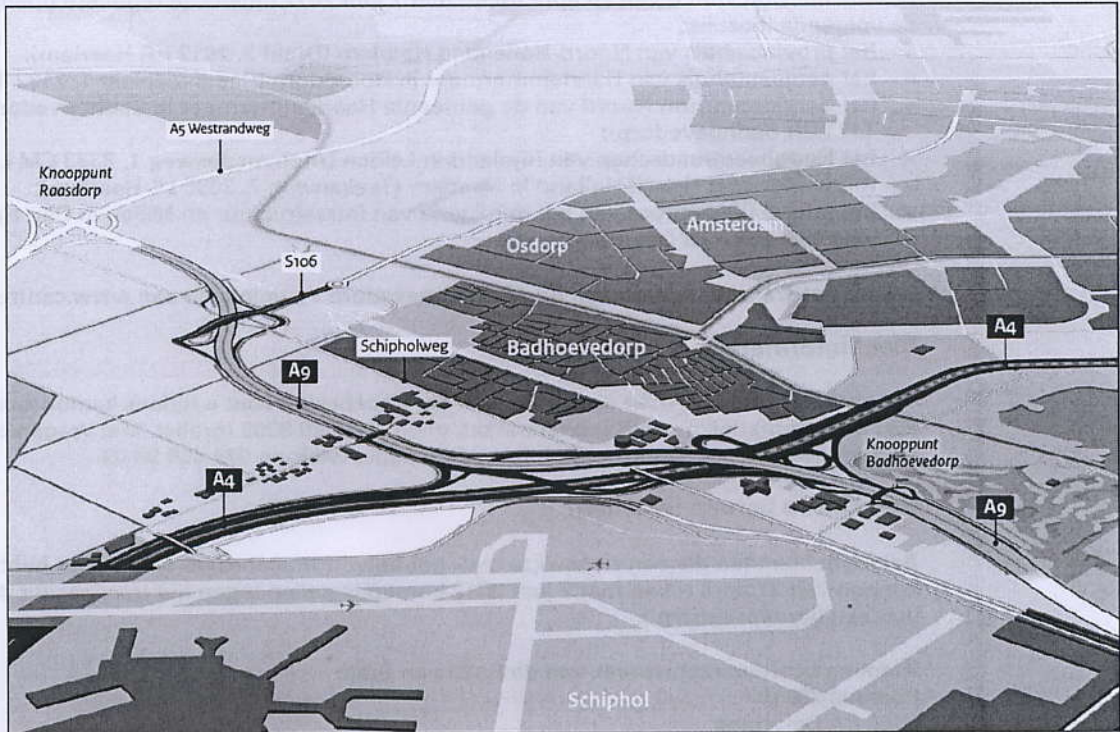 A5 Westrandweg
Knooppunt
Raasdorp
S106
Osdorp
Amsterdam
A4
Schipholweg
Badhoevedorp
A9
Knooppunt
Badhoevedorp
A4
A9
Schiphol